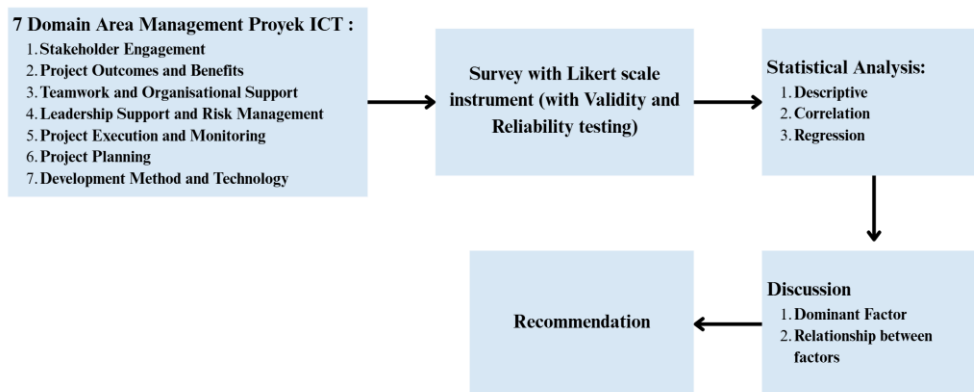 7 Domain Area Management Proyek ICT :
1. Stakeholder Engagement
2. Project Outcomes and Benefits
3. Teamwork and Organisational Support
4. Leadership Support and Risk Management
5. Project Execution and Monitoring
6. Project Planning
7. Development Method and Technology
Survey with Likert scale
instrument (with Validity and
Reliability testing)
Statistical Analysis:
1. Descriptive
2. Correlation
3. Regression
Discussion
1. Dominant Factor
2. Relationship between
factors
Recommendation